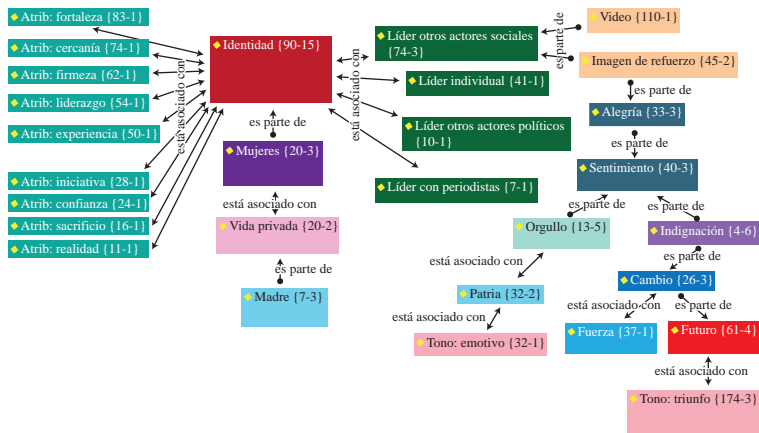 Atrib: fortaleza {83-1}
Atrib: cercanía {74-1}
Atrib: firmeza {62-1}
Atrib: liderazgo {54-1}
Atrib: experiencia {50-1}
Atrib: iniciativa {28-1}
Atrib: confianza {24-1}
Atrib: sacrificio {16-1}
Atrib: realidad {11-1}
está asociado con
Identidad {90-15}
es parte de
Mujeres {20-3}
está asociado con
Vida privada {20-2}
es parte de
Madre {7-3}
está asociado con
Líder otros actores sociales
{74-3}
Líder individual {41-1}
Líder otros actores políticos
{10-1}
Líder con periodistas {7-1}
es parte de
Video {110-1}
Imagen de refuerzo {45-2}
es parte de
Alegría {33-3}
es parte de
Sentimiento {40-3}
es parte de
es parte de
Orgullo {13-5}
Indignación {4-6}
está asociado con
es parte de
Patria {32-2}
Cambio {26-3}
está asociado con
está asociado con
es parte de
Tono: emotivo {32-1}
Fuerza {37-1}
Futuro {61-4}
está asociado con
Tono: triunfo {174-3}